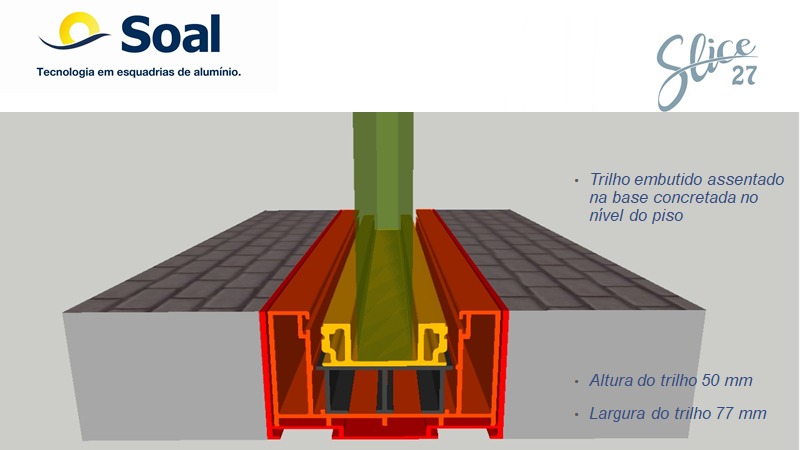 Soal
Tecnologia em esquadrias de alumínio.
Slice
27
• Trilho embutido assentado
na base concretada no
nível do piso
• Altura do trilho 50 mm
• Largura do trilho 77 mm